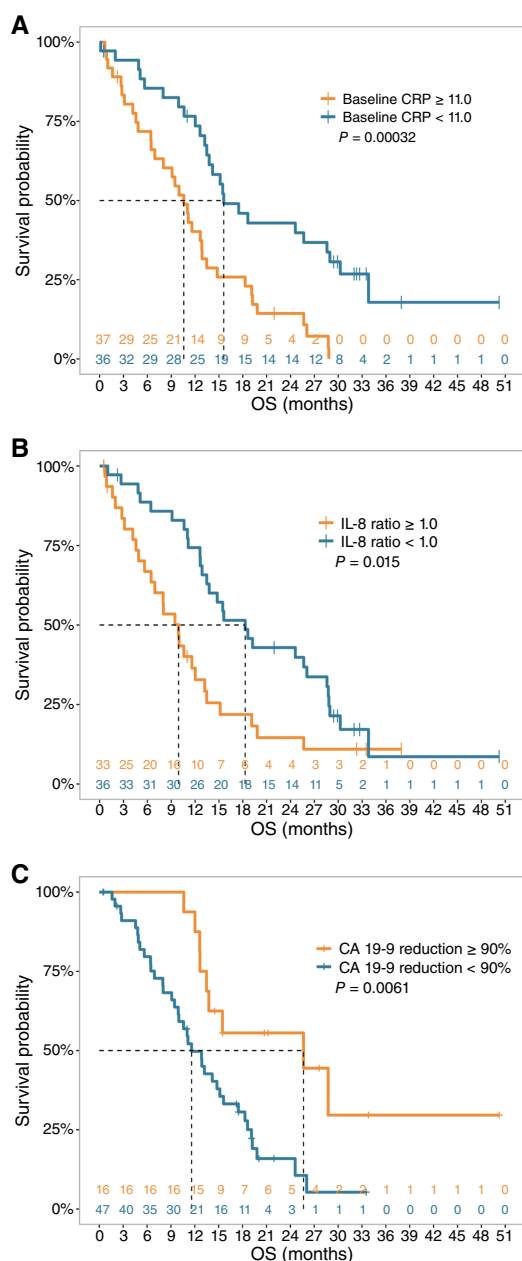 A
100%
Baseline CRP ≥ 11.0
Baseline CRP < 11.0
P = 0.00032
75%
Survival probability
50%
25%
37 29 25 21 14 9 9 5 4 2 0 0 0 0 0 0 0 0
0% 36 32 29 28 25 19 15 14 14 12 8 4 2 1 1 1 1 0
0 3 6 9 12 15 18 21 24 27 30 33 36 39 42 45 48 51
OS (months)
B
100%
IL-8 ratio ≥ 1.0
IL-8 ratio < 1.0
P = 0.015
75%
Survival probability
50%
25%
33 25 20 16 10 7 6 4 4 3 3 2 1 0 0 0 0 0
0% 36 33 31 30 26 20 18 15 14 11 5 2 1 1 1 1 1 0
0 3 6 9 12 15 18 21 24 27 30 33 36 39 42 45 48 51
OS (months)
C
100%
CA 19-9 reduction ≥ 90%
CA 19-9 reduction < 90%
P = 0.0061
75%
Survival probability
50%
25%
16 16 16 16 15 9 7 6 5 4 2 2 1 1 1 1 1 0
0% 47 40 35 30 21 16 11 4 3 1 1 1 0 0 0 0 0 0
0 3 6 9 12 15 18 21 24 27 30 33 36 39 42 45 48 51
OS (months)